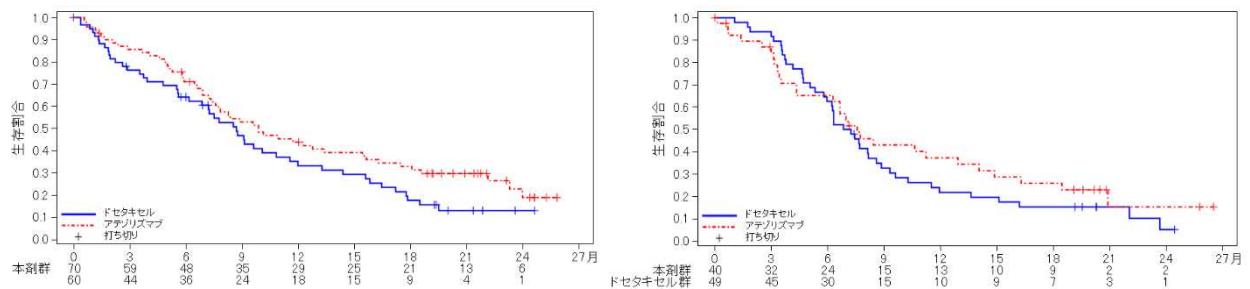 1.0
0.9
0.8
0.7
0.6
0.5
0.4
0.3
0.2
0.1
0.0
生存割合
ドセタキセル
アテゾリズマブ
打ち切り
0 3 6 9 12 15 18 21 24 27月
本剤群 70 59 48 35 29 25 21 13 6
60 44 36 24 18 15 9 4 1
1.0
0.9
0.8
0.7
0.6
0.5
0.4
0.3
0.2
0.1
0.0
生存割合
ドセタキセル
アテゾリズマブ
打ち切り
0 3 6 9 12 15 18 21 24 27月
本剤群 40 32 24 15 13 10 9 2 2
ドセタキセル群 49 45 30 15 10 9 7 3 1